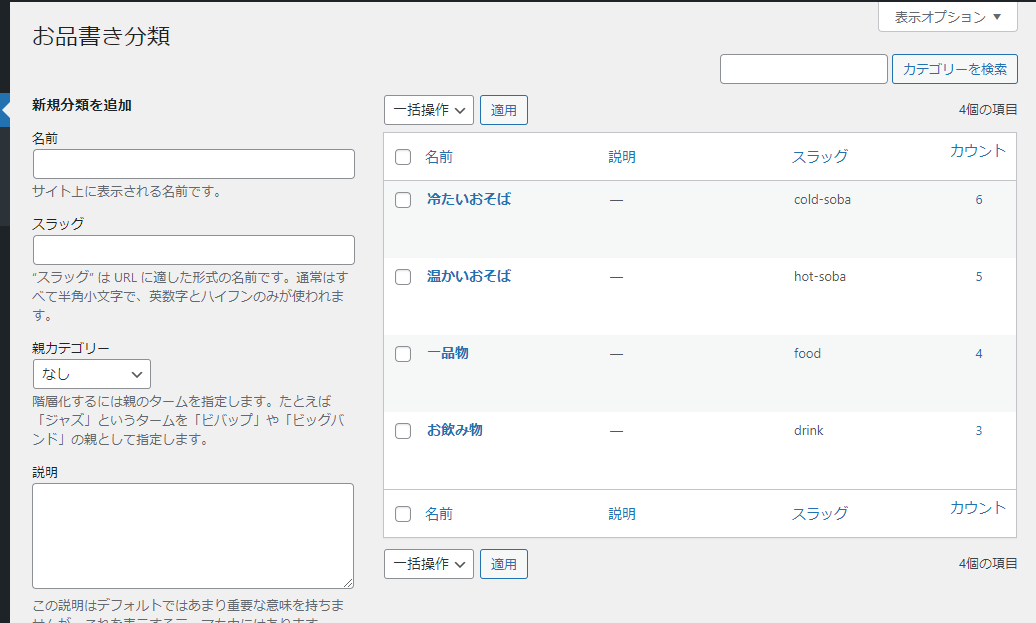 表示オプション ▼
お品書き分類
カテゴリーを検索
新規分類を追加
名前
サイト上に表示される名前です。
スラッグ
“スラッグ” は URL に適した形式の名前です。通常はす
べて半角小文字で、英数字とハイフンのみが使われま
す。
親カテゴリー
なし
階層化するには親のタームを指定します。たとえば
「ジャズ」というタームを「ビバップ」や「ビッグバ
ンド」の親として指定します。
説明
この説明はデフォルトではあまり重要な意味を持ちま
一括操作
適用
4個の項目
名前 説明 スラッグ カウント
冷たいおそば — cold-soba 6
温かいおそば — hot-soba 5
一品物 — food 4
お飲み物 — drink 3
名前 説明 スラッグ カウント
一括操作
適用
4個の項目